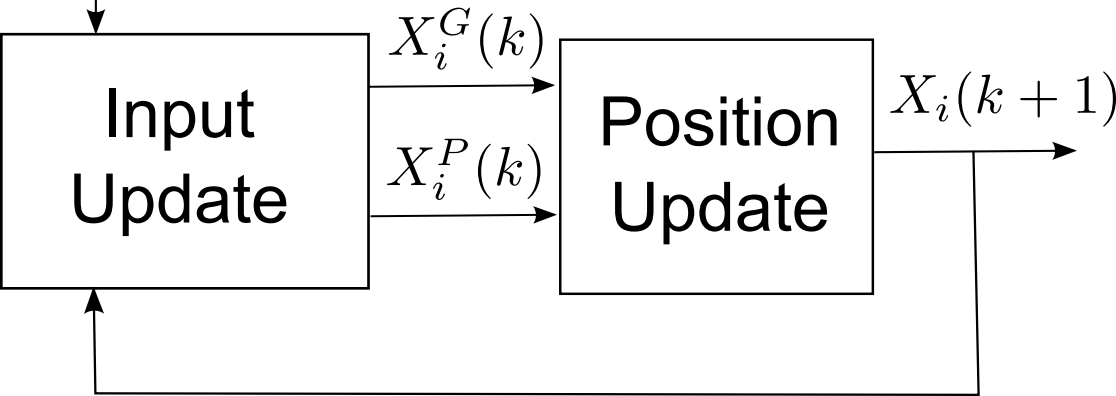 Input
Update
X_i^G(k)
X_i^P(k)
Position
Update
X_i(k + 1)